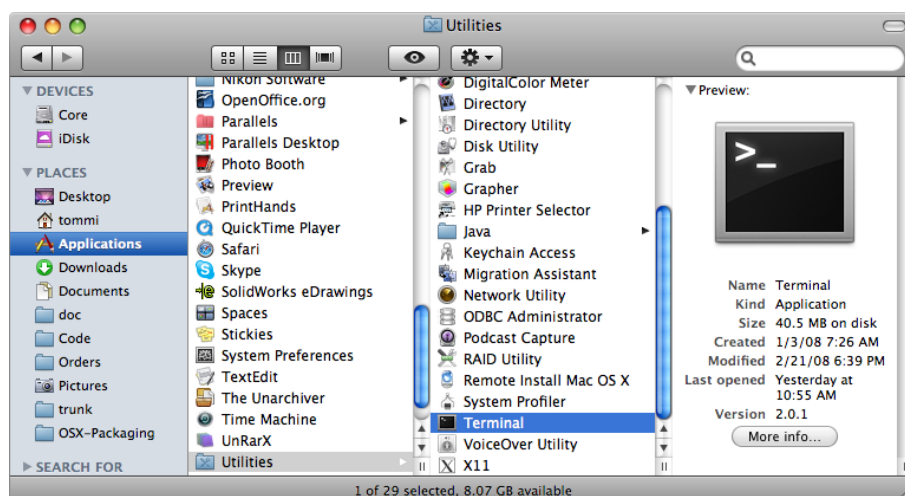 Utilities
DEVICES
Core
iDisk
PLACES
Desktop
tommi
Applications
Downloads
Documents
doc
Code
Orders
Pictures
trunk
OSX-Packaging
SEARCH FOR
Nikon Software
OpenOffice.org
Parallels
Parallels Desktop
Photo Booth
Preview
PrintHands
QuickTime Player
Safari
Skype
SolidWorks eDrawings
Spaces
Stickies
System Preferences
TextEdit
The Unarchiver
Time Machine
UnRarX
Utilities
DigitalColor Meter
Directory
Directory Utility
Disk Utility
Grab
Grapher
HP Printer Selector
Java
Keychain Access
Migration Assistant
Network Utility
ODBC Administrator
Podcast Capture
RAID Utility
Remote Install Mac OS X
System Profiler
Terminal
VoiceOver Utility
X11
Preview:
>_
Name Terminal
Kind Application
Size 40.5 MB on disk
Created 1/3/08 7:26 AM
Modified 2/21/08 6:39 PM
Last opened Yesterday at
10:55 AM
Version 2.0.1
More info...
1 of 29 selected, 8.07 GB available